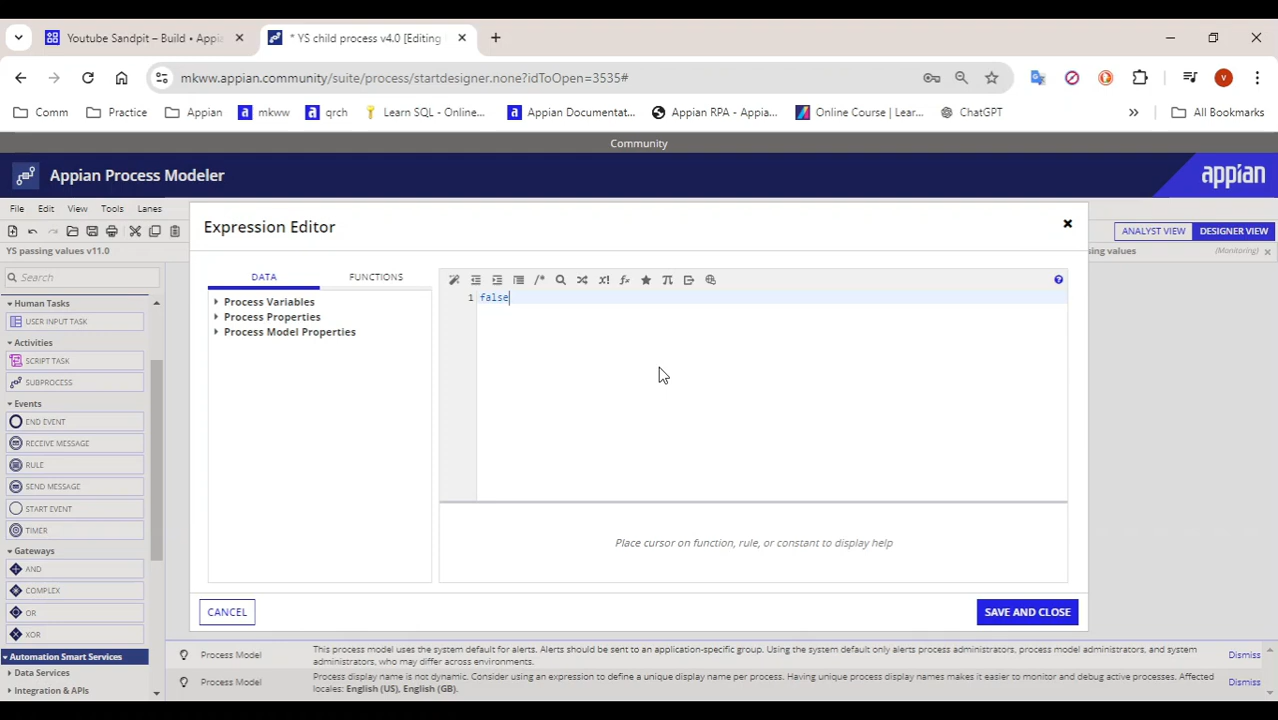 Youtube Sandpit – Build • Appi
* YS child process v4.0 [Editing
mkww.appian.community/suite/process/startdesigner.none?idToOpen=3535#
V
Comm
Practice
Appian
mkww
qrch
Learn SQL - Online...
Appian Documentat...
Appian RPA - Appia...
Online Course | Lear...
ChatGPT
All Bookmarks
Community
Appian Process Modeler
appian
File Edit View Tools Lanes
ANALYST VIEW
DESIGNER VIEW
YS passing values v11.0
sing values
(Monitoring)
Search
Human Tasks
USER INPUT TASK
Activities
SCRIPT TASK
SUBPROCESS
Events
END EVENT
RECEIVE MESSAGE
RULE
SEND MESSAGE
START EVENT
TIMER
Gateways
AND
COMPLEX
OR
XOR
Automation Smart Services
Data Services
Integration & APIs
Expression Editor
DATA
FUNCTIONS
Process Variables
Process Properties
Process Model Properties
1 false
Place cursor on function, rule, or constant to display help
CANCEL
SAVE AND CLOSE
Process Model
This process model uses the system default for alerts. Alerts should be sent to an application-specific group. Using the system default only alerts process administrators, process model administrators, and system
administrators, who may differ across environments.
Dismiss
Process Model
Process display name is not dynamic. Consider using an expression to define a unique display name per process. Having unique process display names makes it easier to monitor and debug active processes. Affected
locales: English (US), English (GB).
Dismiss